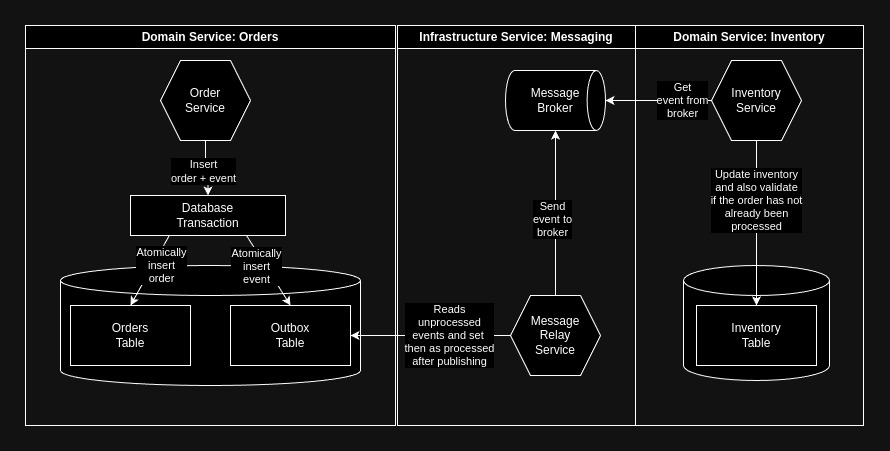 Domain Service: Orders
Infrastructure Service: Messaging
Domain Service: Inventory
Order
Service
Insert
order + event
Database
Transaction
Atomically
insert
order
Atomically
insert
event
Orders
Table
Outbox
Table
Reads
unprocessed
events and set
then as processed
after publishing
Message
Relay
Service
Send
event to
broker
Message
Broker
Get
event from
broker
Inventory
Service
Update inventory
and also validate
if the order has not
already been
processed
Inventory
Table